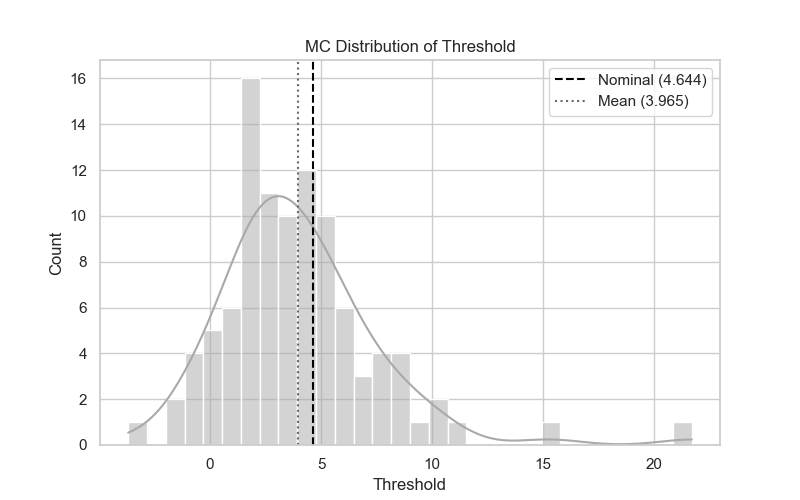 MC Distribution of Threshold
Nominal (4.644)
Mean (3.965)
16
14
12
10
8
6
4
2
0
Count
0 5 10 15 20
Threshold